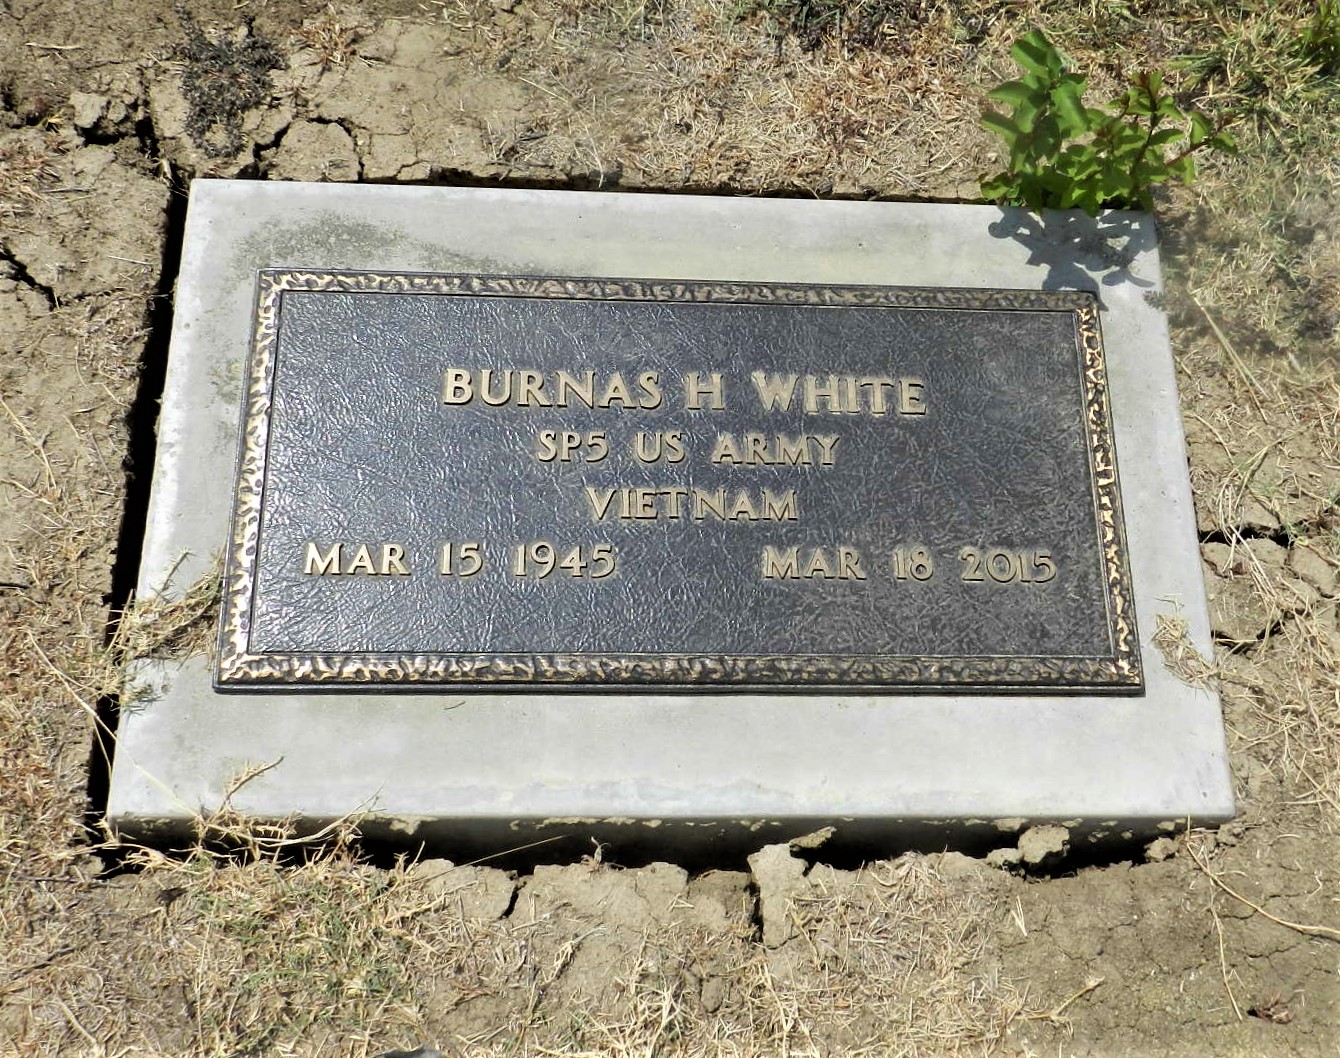 BURNAS H WHITE
SP5 US ARMY
VIETNAM
MAR 15 1945 MAR 18 2015